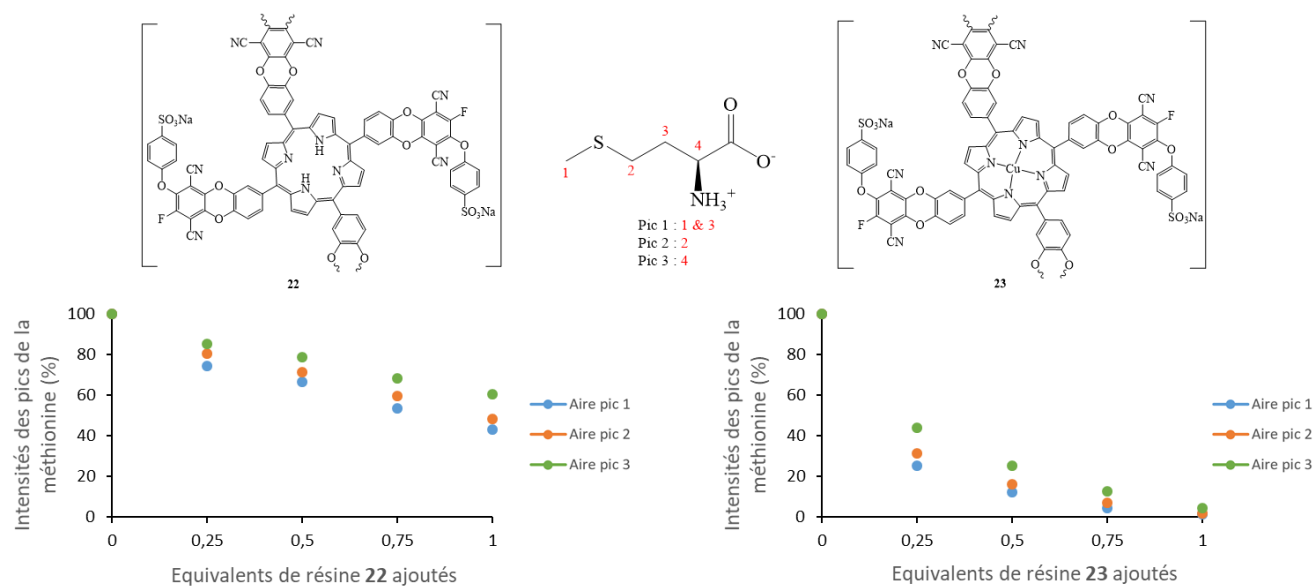 CN
CN
O
O
SO₃Na
O
CN
O
F
O
O
CN
NH
N
N
HN
CN
O
F
O
O
CN
SO₃Na
O
O
22
S
O
O⁻
NH₃⁺
1
2
3
4
Pic 1 : 1 & 3
Pic 2 : 2
Pic 3 : 4
NC
CN
O
O
SO₃Na
O
CN
O
F
O
O
CN
N
N
Cu
N
N
CN
O
F
O
O
CN
SO₃Na
O
O
23
Intensités des pics de la
méthionine (%)
100
80
60
40
20
0
0
0,25
0,5
0,75
1
Equivalents de résine 22 ajoutés
Aire pic 1
Aire pic 2
Aire pic 3
Intensités des pics de la
méthionine (%)
100
80
60
40
20
0
0
0,25
0,5
0,75
1
Equivalents de résine 23 ajoutés
Aire pic 1
Aire pic 2
Aire pic 3